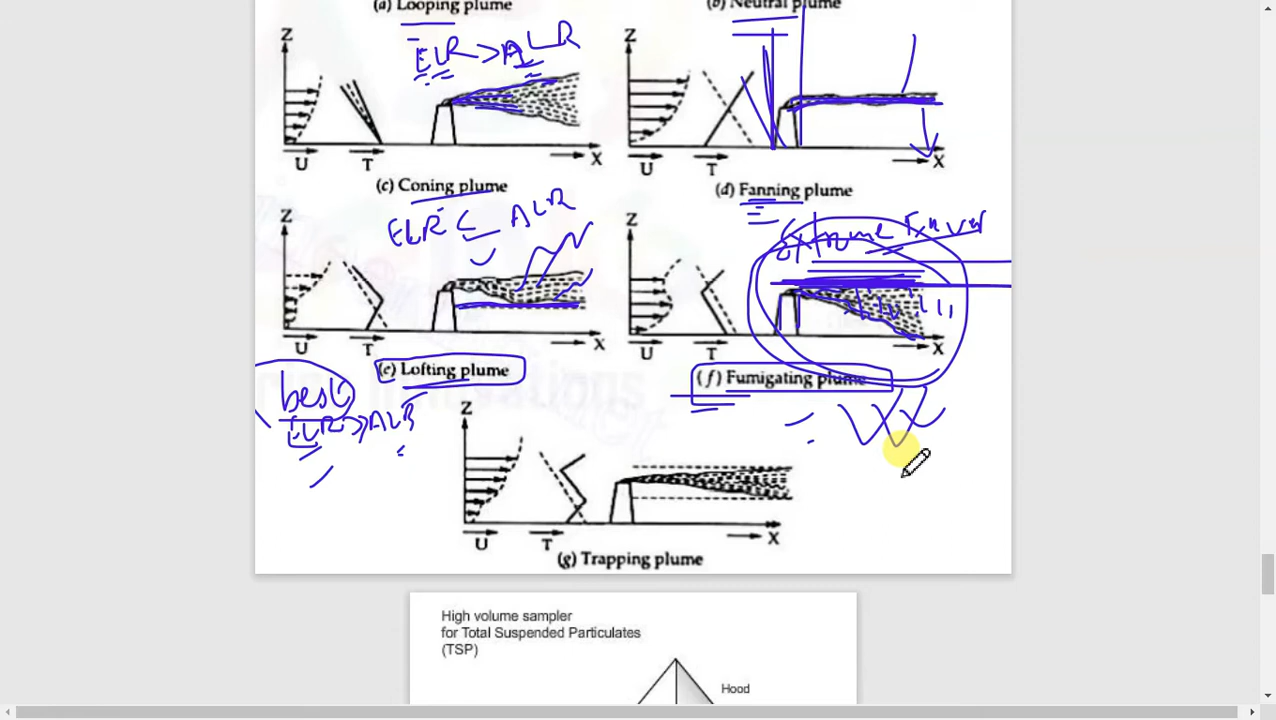 (a) Looping plume
(b) Neutral plume
ELR > ALR
Z
Z
U
T
X
U
T
X
(c) Coning plume
(d) Fanning plume
ELR < ALR
Extreme Inver
Z
Z
U
T
X
U
T
X
(e) Lofting plume
(f) Fumigating plume
best
ELR > ALR
Z
U
T
X
(g) Trapping plume
High volume sampler
for Total Suspended Particulates
(TSP)
Hood